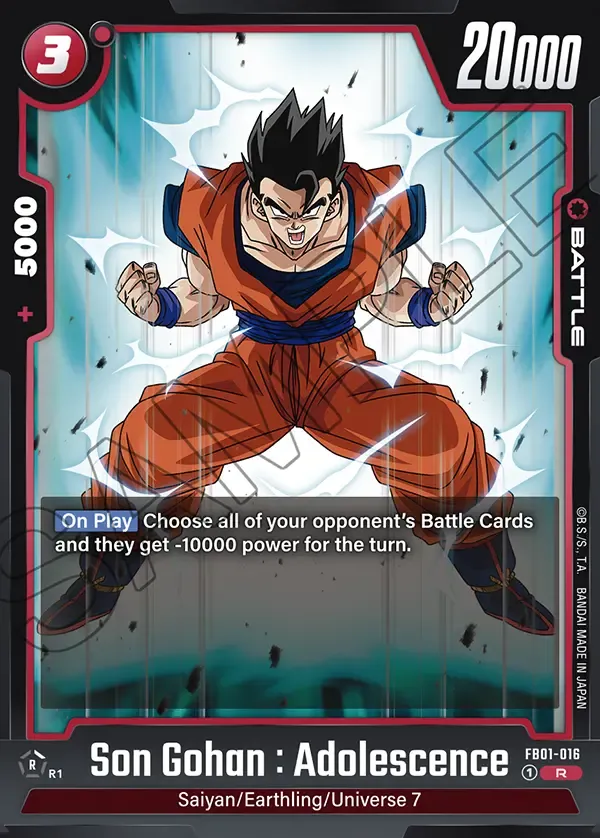 3
20000
+ 5000
BATTLE
SAMPLE
On Play Choose all of your opponent's Battle Cards
and they get -10000 power for the turn.
©B.S./S., T.A. BANDAI MADE IN JAPAN
R R1
Son Gohan : Adolescence
FB01-016
1 R
Saiyan/Earthling/Universe 7